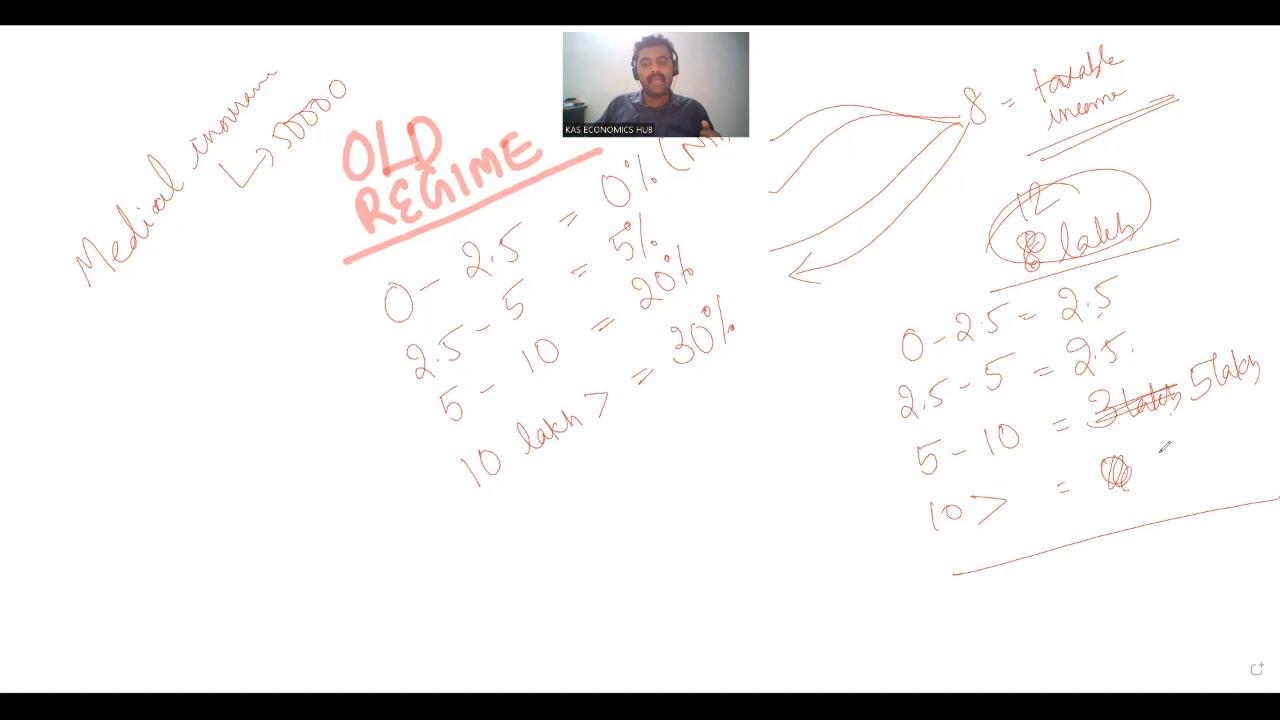 Medical insurance
↳ 50000
OLD
REGIME
0 - 2.5 = 0% (Nil
2.5 - 5 = 5%
5 - 10 = 20%
10 lakh > = 30%
KAS ECONOMICS HUB
8 = taxable
income
12
8 lakh
0 - 2.5 = 2.5
2.5 - 5 = 2.5
5 - 10 = 3 lakh 5 lakh
10 > =